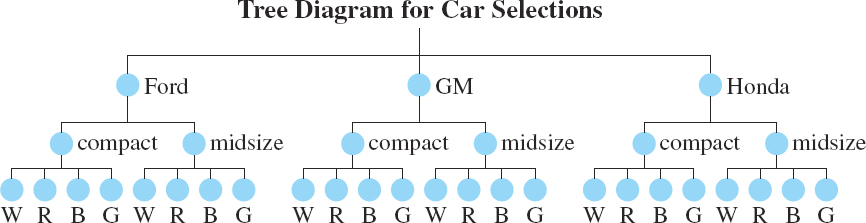 Tree Diagram for Car Selections
Ford GM Honda
compact midsize compact midsize compact midsize
W R B G W R B G W R B G W R B G W R B G W R B G